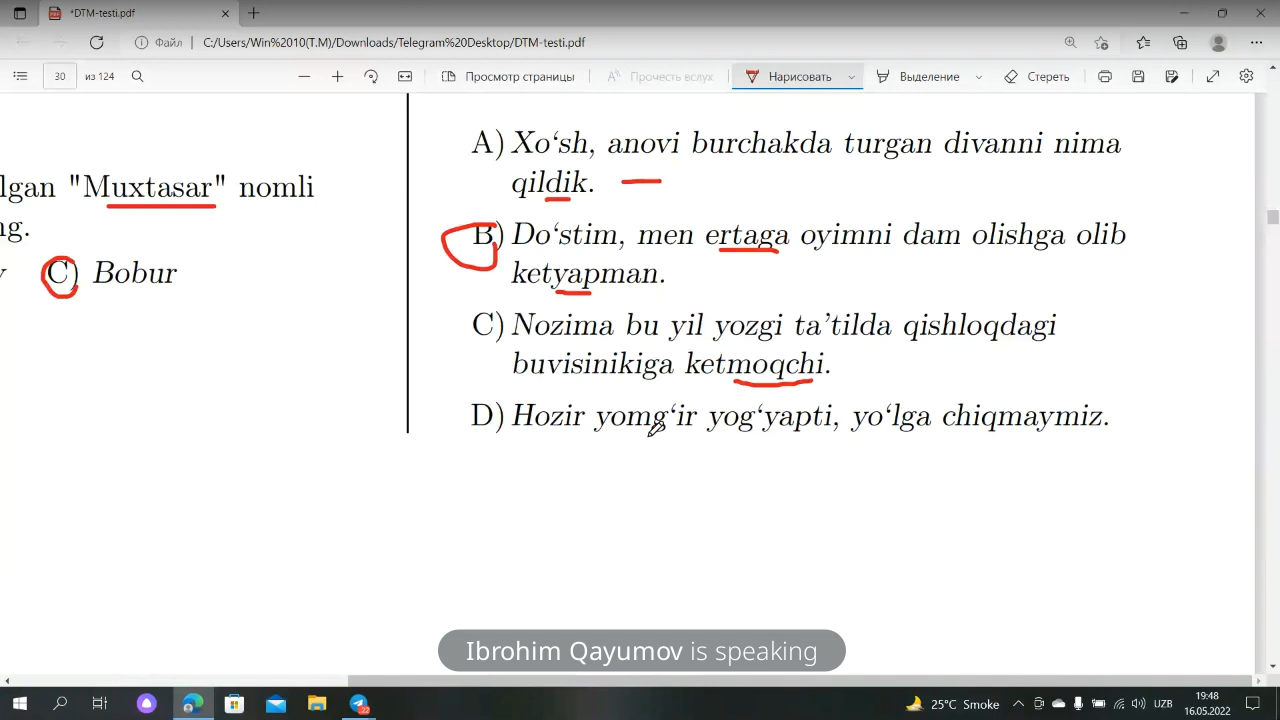 *DTM-testi.pdf
Файл
C:/Users/Win%2010(T.M)/Downloads/Telegram%20Desktop/DTM-testi.pdf
30 из 124
Просмотр страницы
Прочесть вслух
Нарисовать
Выделение
Стереть
lgan "Muxtasar" nomli
ng.
y C) Bobur
A) Xo‘sh, anovi burchakda turgan divanni nima
qildik.
B) Do‘stim, men ertaga oyimni dam olishga olib
ketyapman.
C) Nozima bu yil yozgi ta’tilda qishloqdagi
buvisinikiga ketmoqchi.
D) Hozir yomg‘ir yog‘yapti, yo‘lga chiqmaymiz.
Ibrohim Qayumov is speaking
25°C Smoke
UZB
19:48
16.05.2022